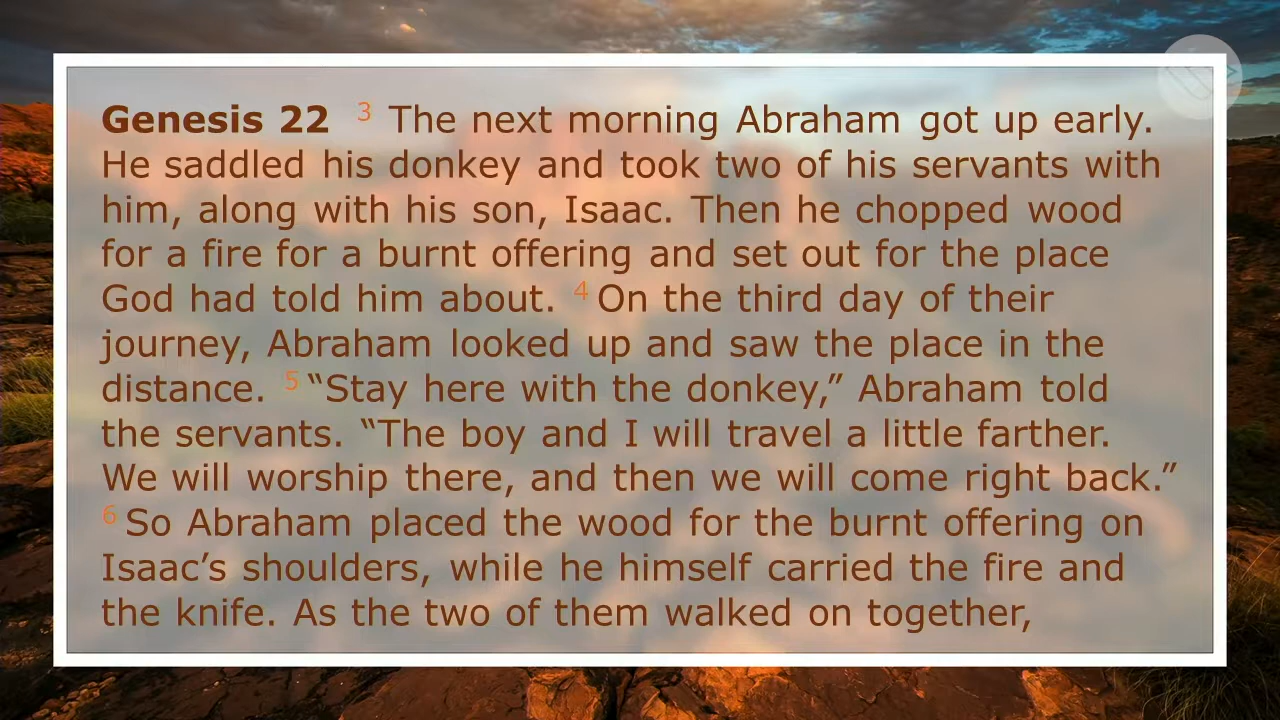 Genesis 22 3 The next morning Abraham got up early.
He saddled his donkey and took two of his servants with
him, along with his son, Isaac. Then he chopped wood
for a fire for a burnt offering and set out for the place
God had told him about. 4 On the third day of their
journey, Abraham looked up and saw the place in the
distance. 5 “Stay here with the donkey,” Abraham told
the servants. “The boy and I will travel a little farther.
We will worship there, and then we will come right back.”
6 So Abraham placed the wood for the burnt offering on
Isaac’s shoulders, while he himself carried the fire and
the knife. As the two of them walked on together,